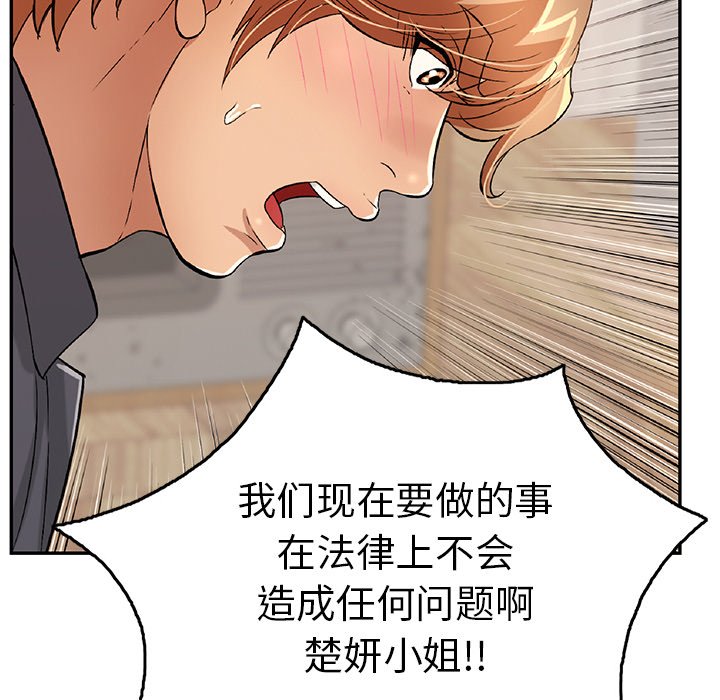 我们现在要做的事
在法律上不会
造成任何问题啊
楚妍小姐!!